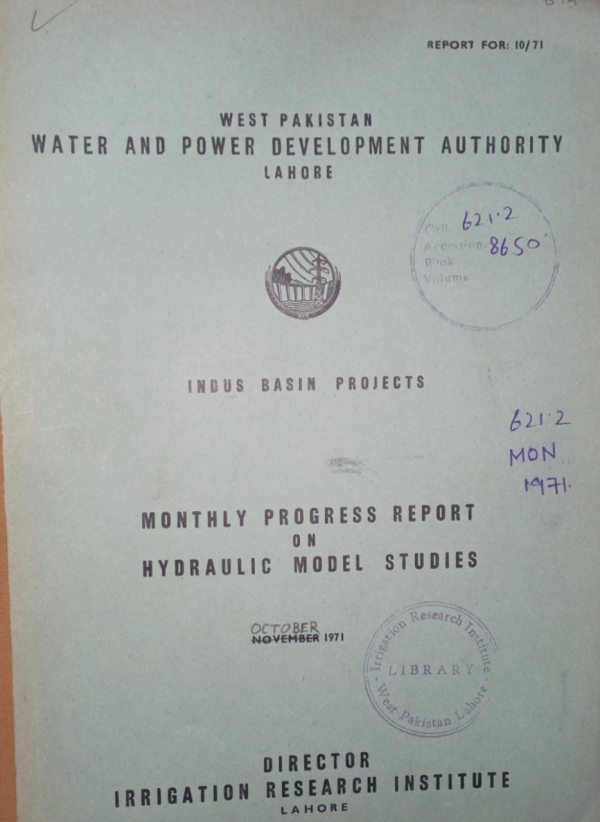 REPORT FOR: 10/71
WEST PAKISTAN
WATER AND POWER DEVELOPMENT AUTHORITY
LAHORE
Call 621.2
Accession 8650
Book
Volume
INDUS BASIN PROJECTS
621.2
MON
1971.
MONTHLY PROGRESS REPORT
ON
HYDRAULIC MODEL STUDIES
OCTOBER
NOVEMBER 1971
Irrigation Research Institute
LIBRARY
West Pakistan Lahore
DIRECTOR
IRRIGATION RESEARCH INSTITUTE
LAHORE